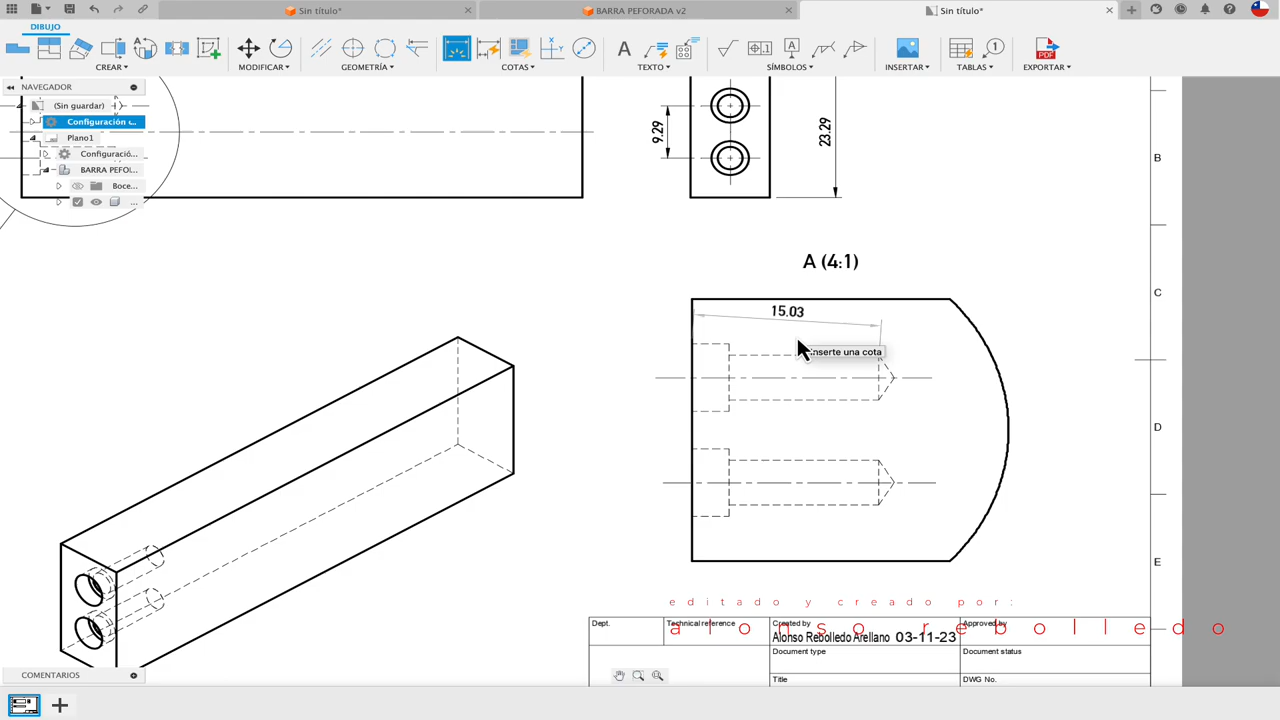 Sin título*
BARRA PEFORADA v2
Sin título*
DIBUJO
CREAR
MODIFICAR
GEOMETRÍA
COTAS
TEXTO
SÍMBOLOS
INSERTAR
TABLAS
EXPORTAR
PDF
NAVEGADOR
(Sin guardar)
Configuración c...
Plano1
Configuració...
BARRA PEFO...
Boce...
...
9.29
23.29
B
A (4:1)
C
15.03
Inserte una cota
D
E
editado y creado por:
alonso rebolledo
Dept.
Technical reference
Created by
Approved by
Alonso Rebolledo Arellano 03-11-23
Document type
Document status
Title
DWG No.
COMENTARIOS